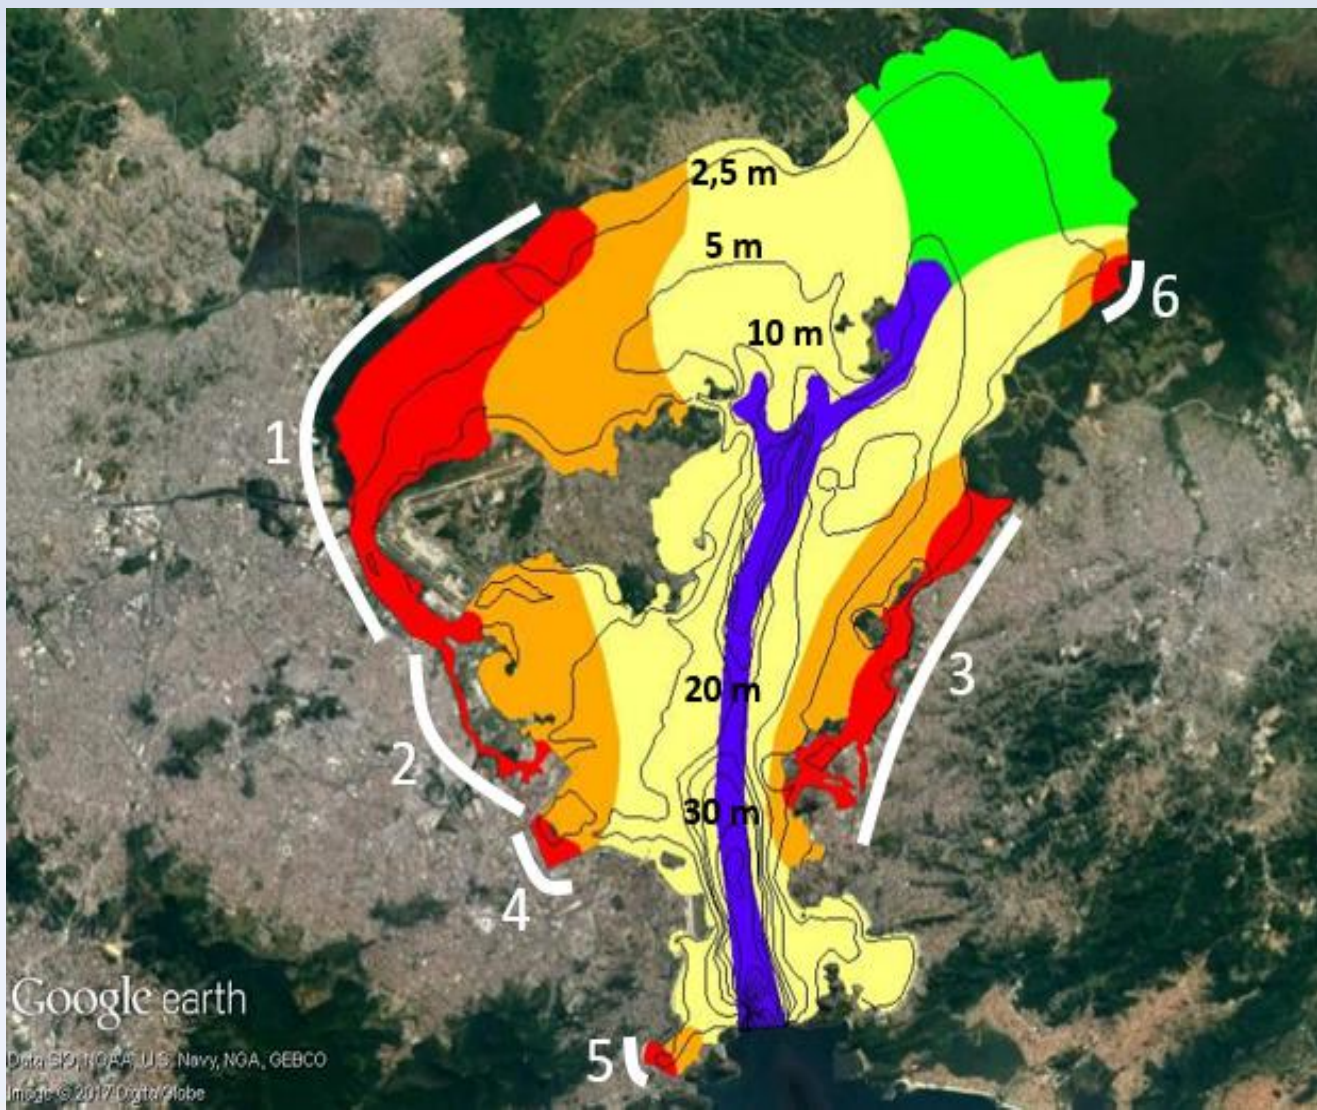 2,5 m
5 m
6
10 m
1
3
20 m
2
30 m
4
Google earth
5
Data SIO, NOAA, U.S. Navy, NGA, GEBCO
Image © 2017 DigitalGlobe